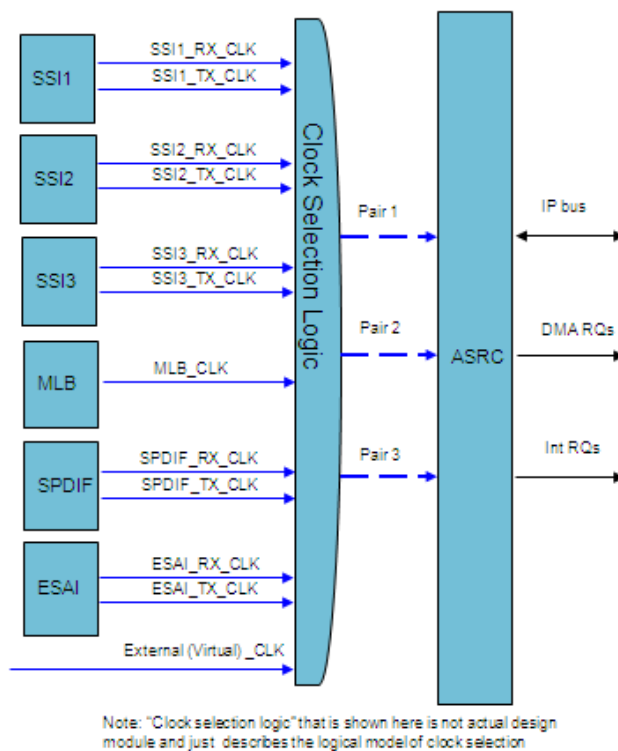 SSI1_RX_CLK
SSI1
SSI1_TX_CLK
SSI2_RX_CLK
SSI2
SSI2_TX_CLK
SSI3_RX_CLK
SSI3
SSI3_TX_CLK
MLB_CLK
MLB
SPDIF_RX_CLK
SPDIF
SPDIF_TX_CLK
ESAI_RX_CLK
ESAI
ESAI_TX_CLK
External (Virtual) _CLK
Clock Selection Logic
Pair 1
Pair 2
Pair 3
ASRC
IP bus
DMA RQs
Int RQs
Note: "Clock selection logic" that is shown here is not actual design
module and just describes the logical model of clock selection